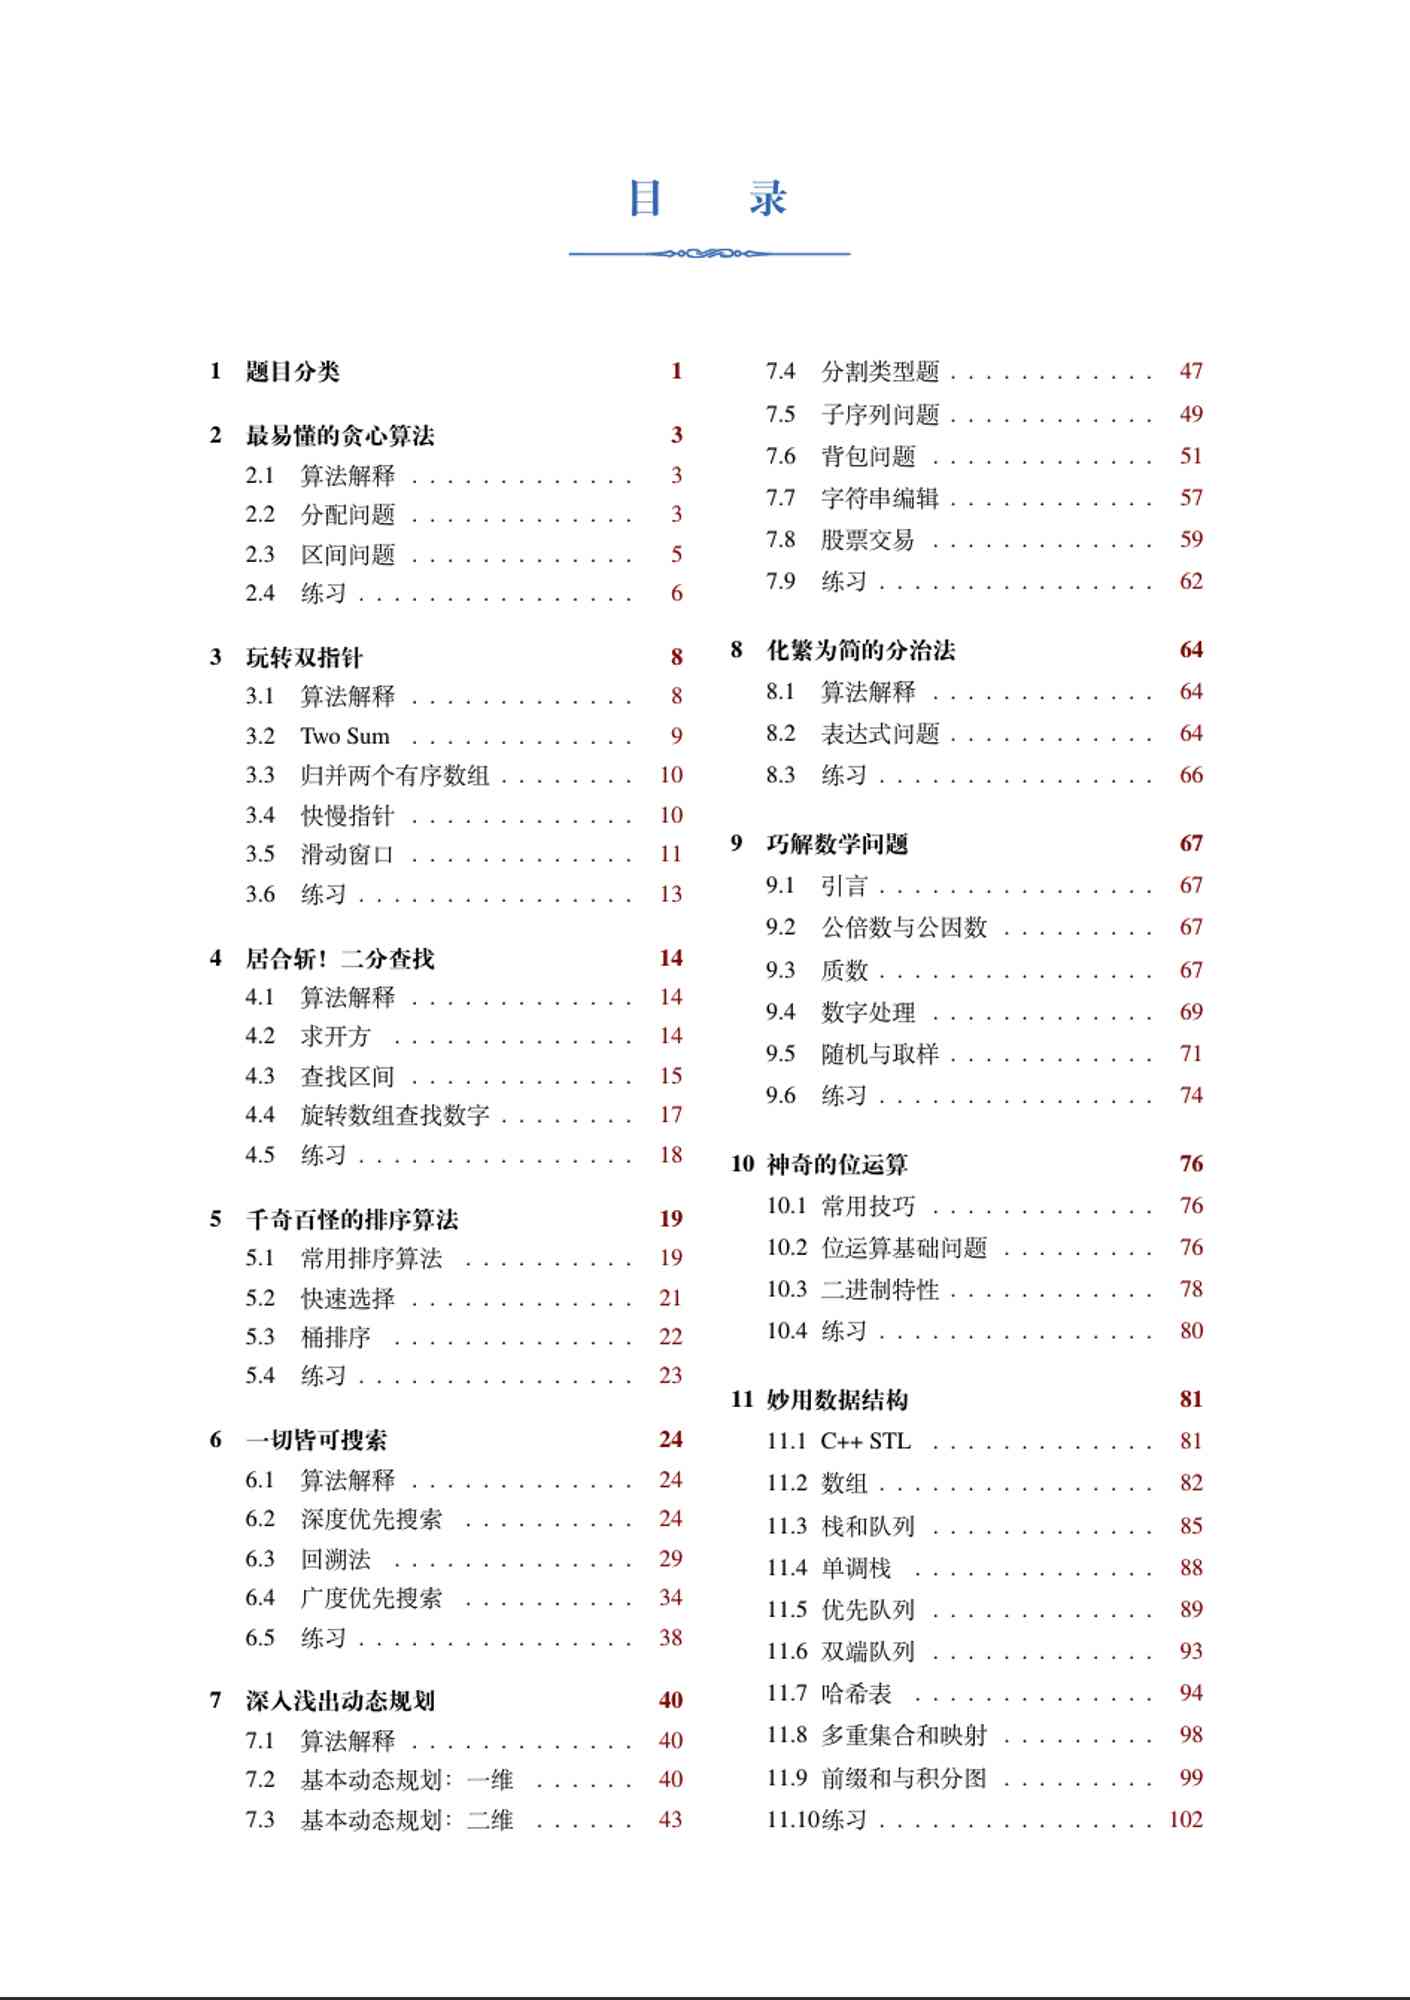 目 录
1 题目分类 1
2 最易懂的贪心算法 3
2.1 算法解释 . . . . . . . . . . . . . 3
2.2 分配问题 . . . . . . . . . . . . . 3
2.3 区间问题 . . . . . . . . . . . . . 5
2.4 练习 . . . . . . . . . . . . . . . . 6
3 玩转双指针 8
3.1 算法解释 . . . . . . . . . . . . . 8
3.2 Two Sum . . . . . . . . . . . . . 9
3.3 归并两个有序数组 . . . . . . . . 10
3.4 快慢指针 . . . . . . . . . . . . . 10
3.5 滑动窗口 . . . . . . . . . . . . . 11
3.6 练习 . . . . . . . . . . . . . . . . 13
4 居合斩！二分查找 14
4.1 算法解释 . . . . . . . . . . . . . 14
4.2 求开方 . . . . . . . . . . . . . . 14
4.3 查找区间 . . . . . . . . . . . . . 15
4.4 旋转数组查找数字 . . . . . . . . 17
4.5 练习 . . . . . . . . . . . . . . . . 18
5 千奇百怪的排序算法 19
5.1 常用排序算法 . . . . . . . . . . 19
5.2 快速选择 . . . . . . . . . . . . . 21
5.3 桶排序 . . . . . . . . . . . . . . 22
5.4 练习 . . . . . . . . . . . . . . . . 23
6 一切皆可搜索 24
6.1 算法解释 . . . . . . . . . . . . . 24
6.2 深度优先搜索 . . . . . . . . . . 24
6.3 回溯法 . . . . . . . . . . . . . . 29
6.4 广度优先搜索 . . . . . . . . . . 34
6.5 练习 . . . . . . . . . . . . . . . . 38
7 深入浅出动态规划 40
7.1 算法解释 . . . . . . . . . . . . . 40
7.2 基本动态规划：一维 . . . . . . 40
7.3 基本动态规划：二维 . . . . . . 43
7.4 分割类型题 . . . . . . . . . . . . 47
7.5 子序列问题 . . . . . . . . . . . . 49
7.6 背包问题 . . . . . . . . . . . . . 51
7.7 字符串编辑 . . . . . . . . . . . . 57
7.8 股票交易 . . . . . . . . . . . . . 59
7.9 练习 . . . . . . . . . . . . . . . . 62
8 化繁为简的分治法 64
8.1 算法解释 . . . . . . . . . . . . . 64
8.2 表达式问题 . . . . . . . . . . . . 64
8.3 练习 . . . . . . . . . . . . . . . . 66
9 巧解数学问题 67
9.1 引言 . . . . . . . . . . . . . . . . 67
9.2 公倍数与公因数 . . . . . . . . . 67
9.3 质数 . . . . . . . . . . . . . . . . 67
9.4 数字处理 . . . . . . . . . . . . . 69
9.5 随机与取样 . . . . . . . . . . . . 71
9.6 练习 . . . . . . . . . . . . . . . . 74
10 神奇的位运算 76
10.1 常用技巧 . . . . . . . . . . . . . 76
10.2 位运算基础问题 . . . . . . . . . 76
10.3 二进制特性 . . . . . . . . . . . . 78
10.4 练习 . . . . . . . . . . . . . . . . 80
11 妙用数据结构 81
11.1 C++ STL . . . . . . . . . . . . . 81
11.2 数组 . . . . . . . . . . . . . . . . 82
11.3 栈和队列 . . . . . . . . . . . . . 85
11.4 单调栈 . . . . . . . . . . . . . . 88
11.5 优先队列 . . . . . . . . . . . . . 89
11.6 双端队列 . . . . . . . . . . . . . 93
11.7 哈希表 . . . . . . . . . . . . . . 94
11.8 多重集合和映射 . . . . . . . . . 98
11.9 前缀和与积分图 . . . . . . . . . 99
11.10练习 . . . . . . . . . . . . . . . . 102